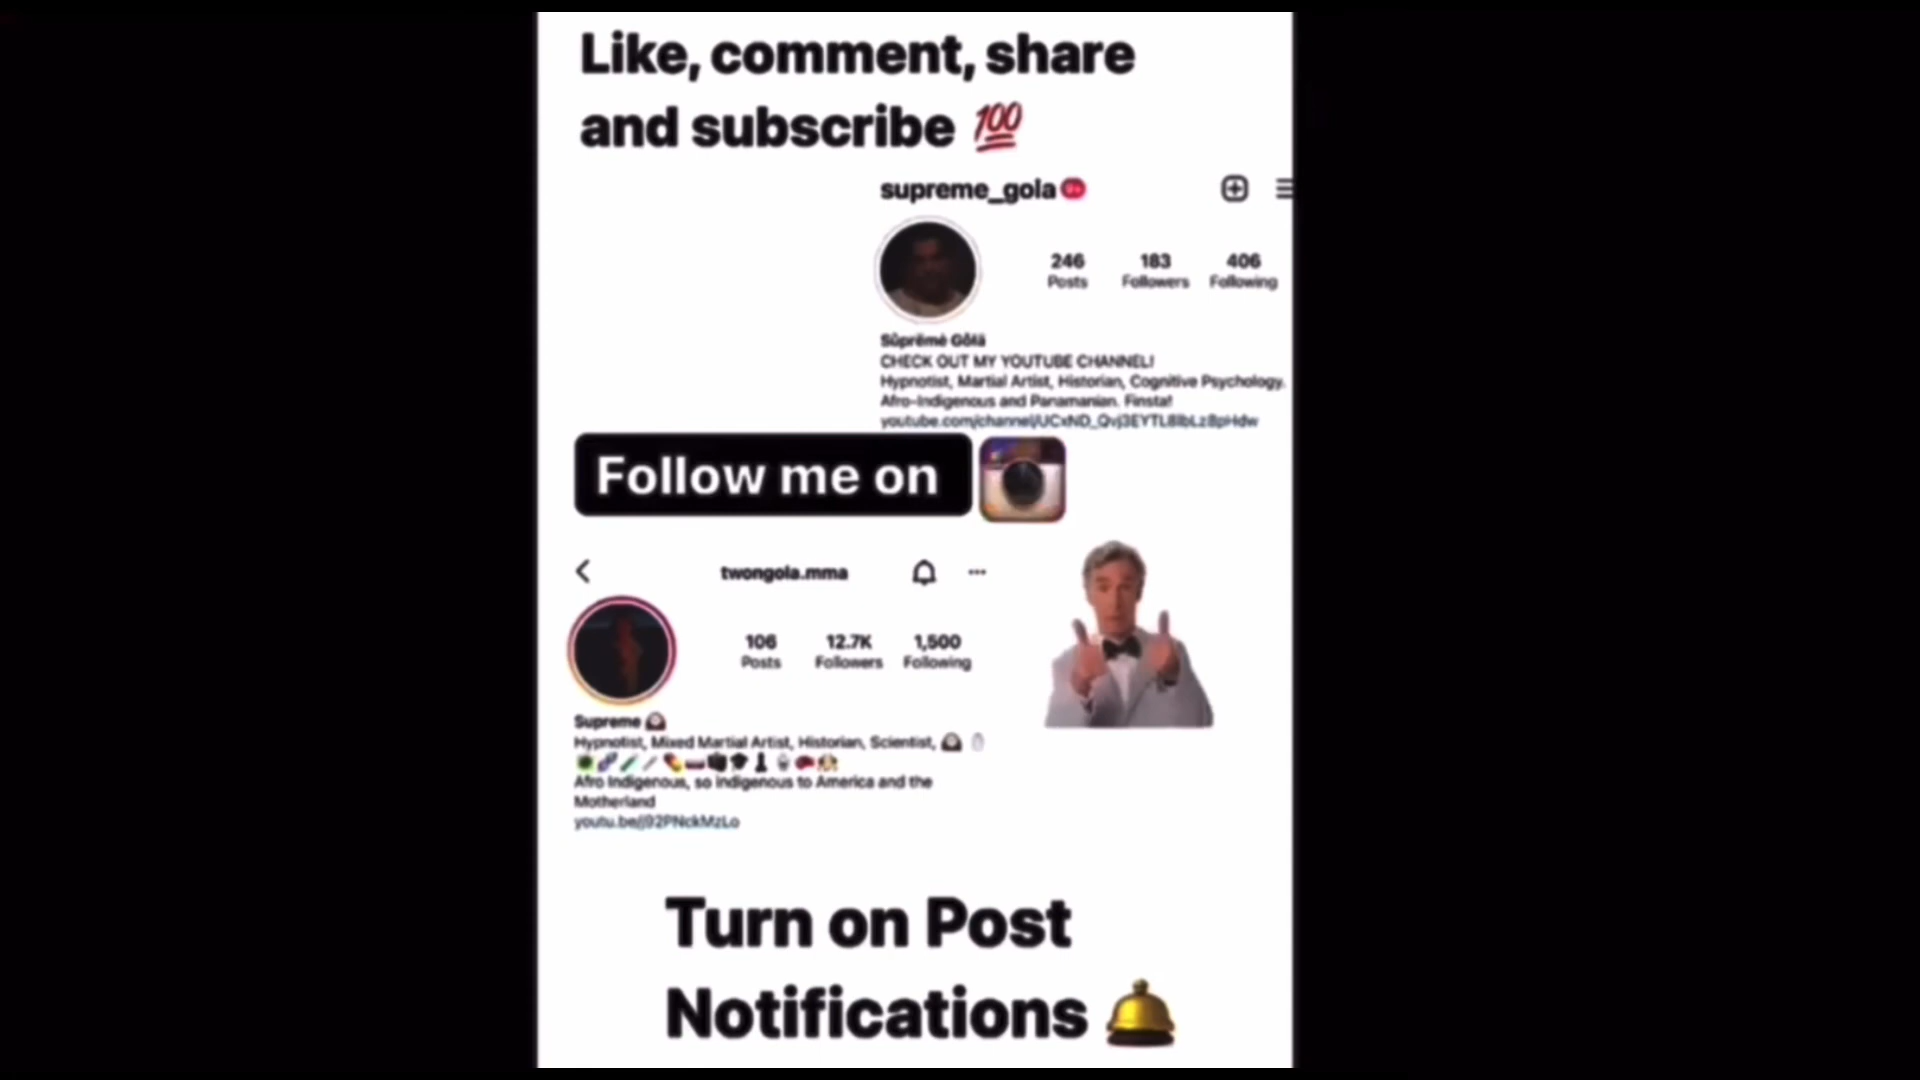 Like, comment, share
and subscribe 💯
supreme_gola 9+
246 183 406
Posts Followers Following
Sûprëmé Gôlä
CHECK OUT MY YOUTUBE CHANNEL!
Hypnotist, Martial Artist, Historian, Cognitive Psychology.
Afro-Indigenous and Panamanian. Finsta!
Follow me on
twongola.mma
106 12.7K 1,500
Posts Followers Following
Supreme
Hypnotist, Mixed Martial Artist, Historian, Scientist,
Afro Indigenous, so indigenous to America and the
Motherland
Turn on Post
Notifications